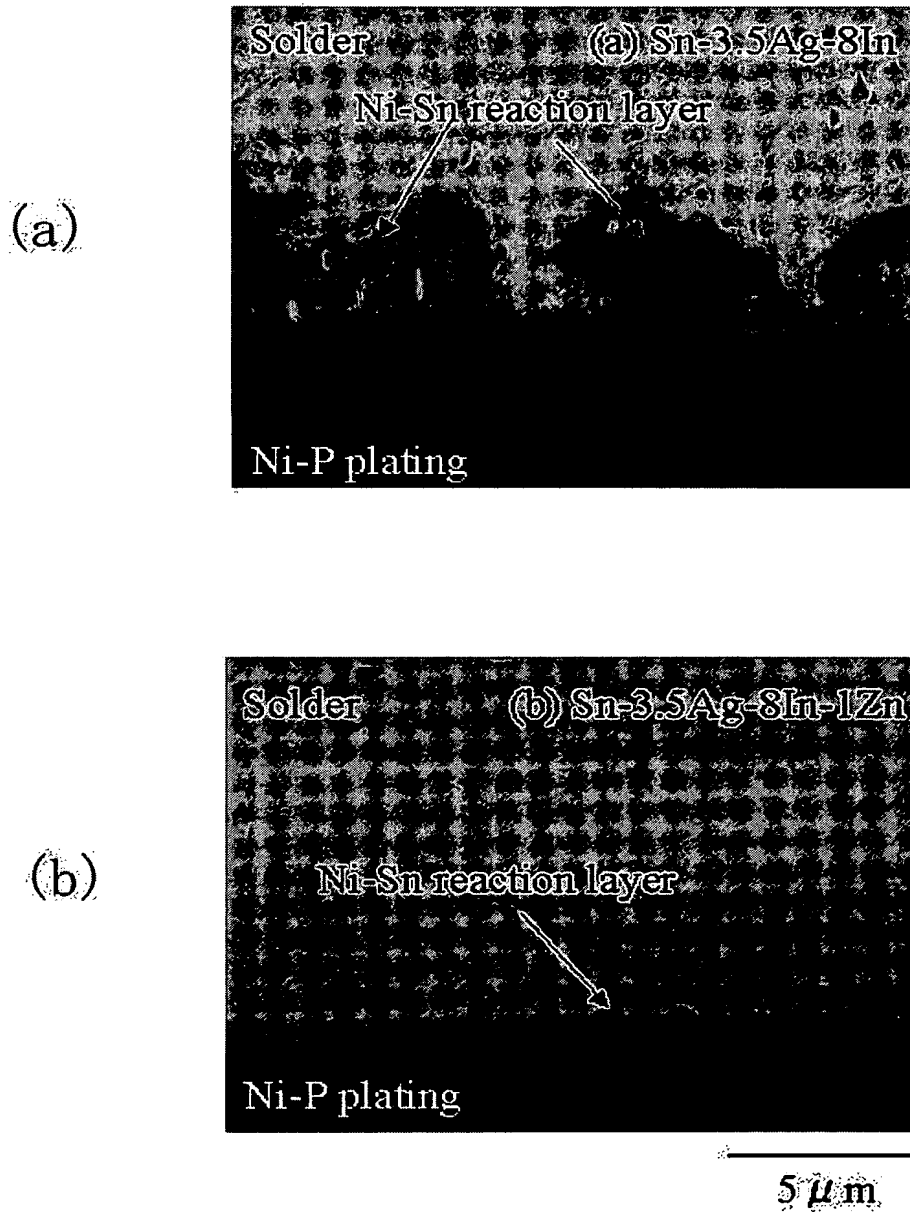 Solder (a) Sn-3.5Ag-8In
Ni-Sn reaction layer
(a)
Ni-P plating
Solder (b) Sn-3.5Ag-8In-1Zn
(b)
Ni-Sn reaction layer
Ni-P plating
5 μm